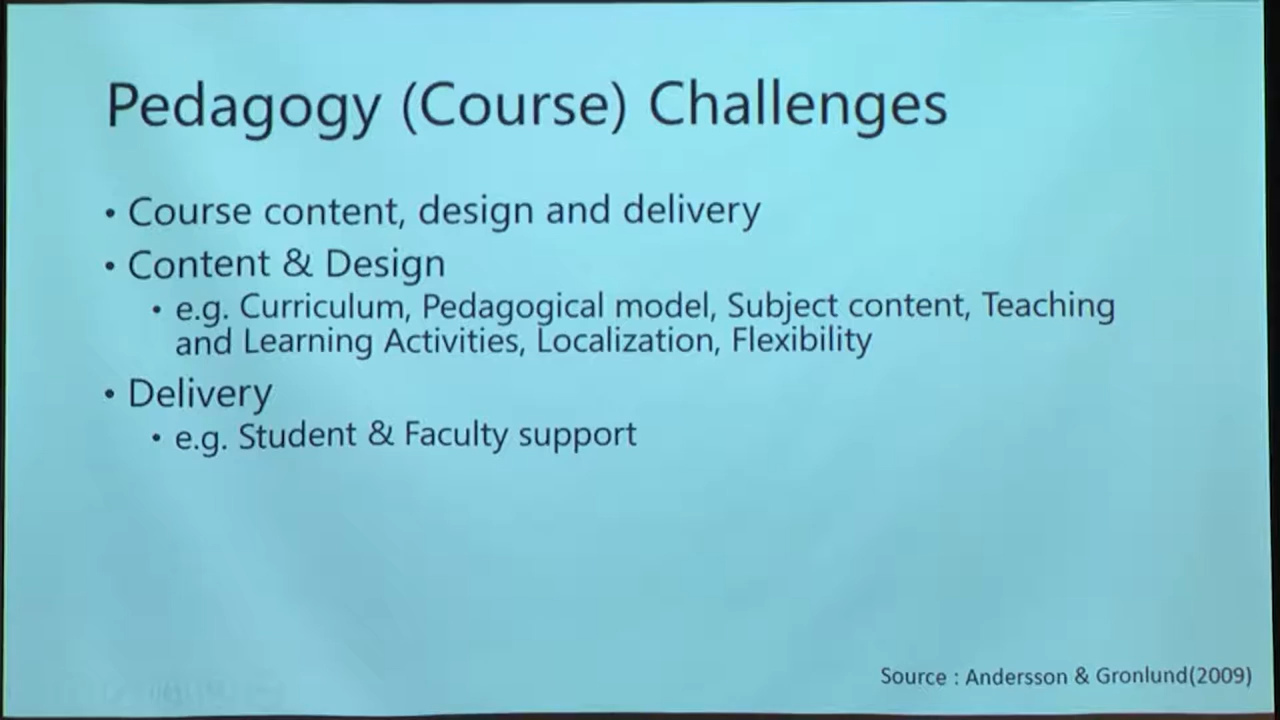 Pedagogy (Course) Challenges
• Course content, design and delivery
• Content & Design
• e.g. Curriculum, Pedagogical model, Subject content, Teaching
and Learning Activities, Localization, Flexibility
• Delivery
• e.g. Student & Faculty support
Source : Andersson & Gronlund(2009)